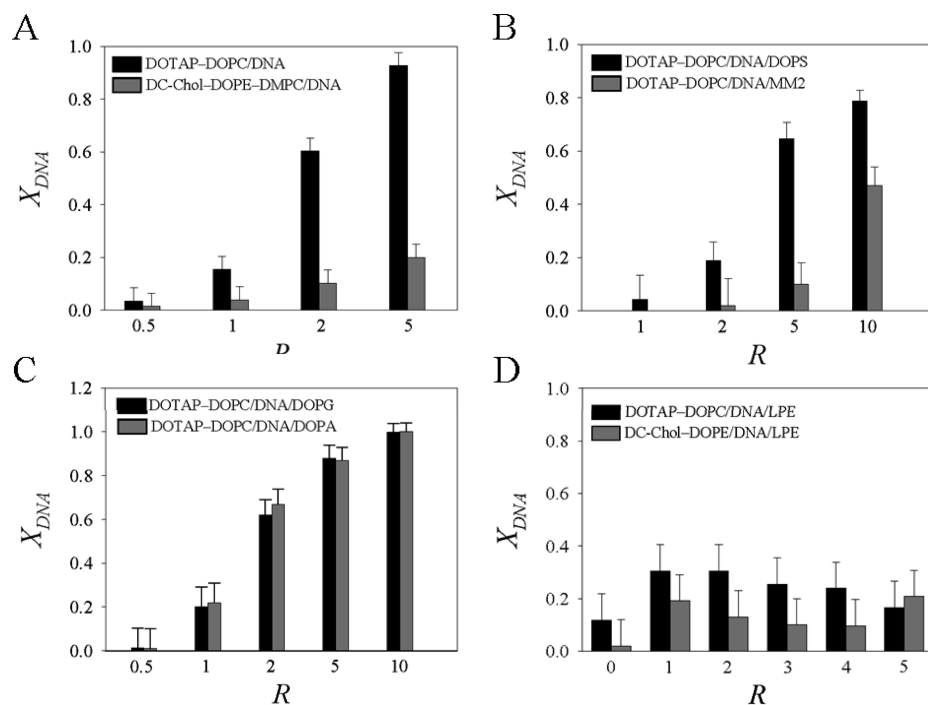 A
1.0
0.8
0.6
0.4
0.2
0.0
X_DNA
DOTAP–DOPC/DNA
DC-Chol–DOPE–DMPC/DNA
0.5 1 2 5
B
1.0
0.8
0.6
0.4
0.2
0.0
X_DNA
DOTAP–DOPC/DNA/DOPS
DOTAP–DOPC/DNA/MM2
1 2 5 10
R
C
1.2
1.0
0.8
0.6
0.4
0.2
0.0
X_DNA
DOTAP–DOPC/DNA/DOPG
DOTAP–DOPC/DNA/DOPA
0.5 1 2 5 10
R
D
1.0
0.8
0.6
0.4
0.2
0.0
X_DNA
DOTAP–DOPC/DNA/LPE
DC-Chol–DOPE/DNA/LPE
0 1 2 3 4 5
R